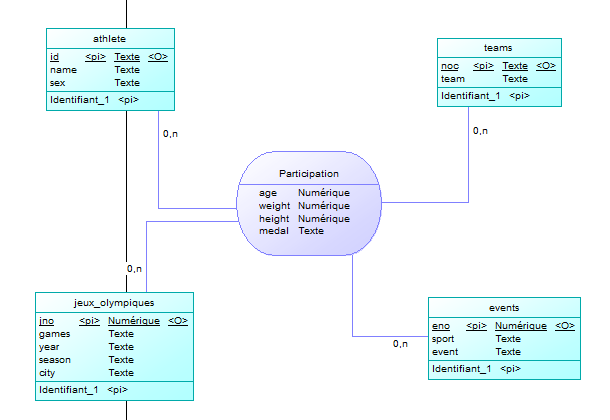 athlete
id <pi> Texte <O>
name Texte
sex Texte
Identifiant_1 <pi>
0,n
teams
noc <pi> Texte <O>
team Texte
Identifiant_1 <pi>
0,n
Participation
age Numérique
weight Numérique
height Numérique
medal Texte
0,n
jeux_olympiques
jno <pi> Numérique <O>
games Texte
year Texte
season Texte
city Texte
Identifiant_1 <pi>
0,n
events
eno <pi> Numérique <O>
sport Texte
event Texte
Identifiant_1 <pi>